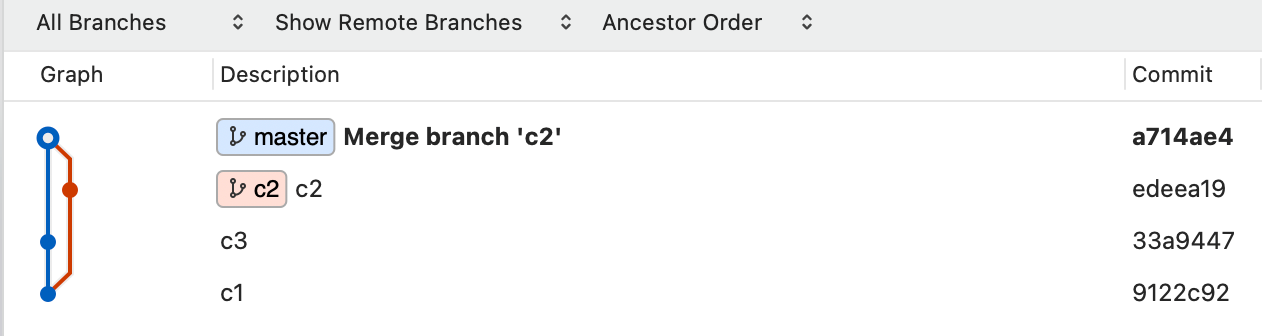 All Branches Show Remote Branches Ancestor Order
Graph Description Commit
master Merge branch 'c2' a714ae4
c2 c2 edeea19
c3 33a9447
c1 9122c92